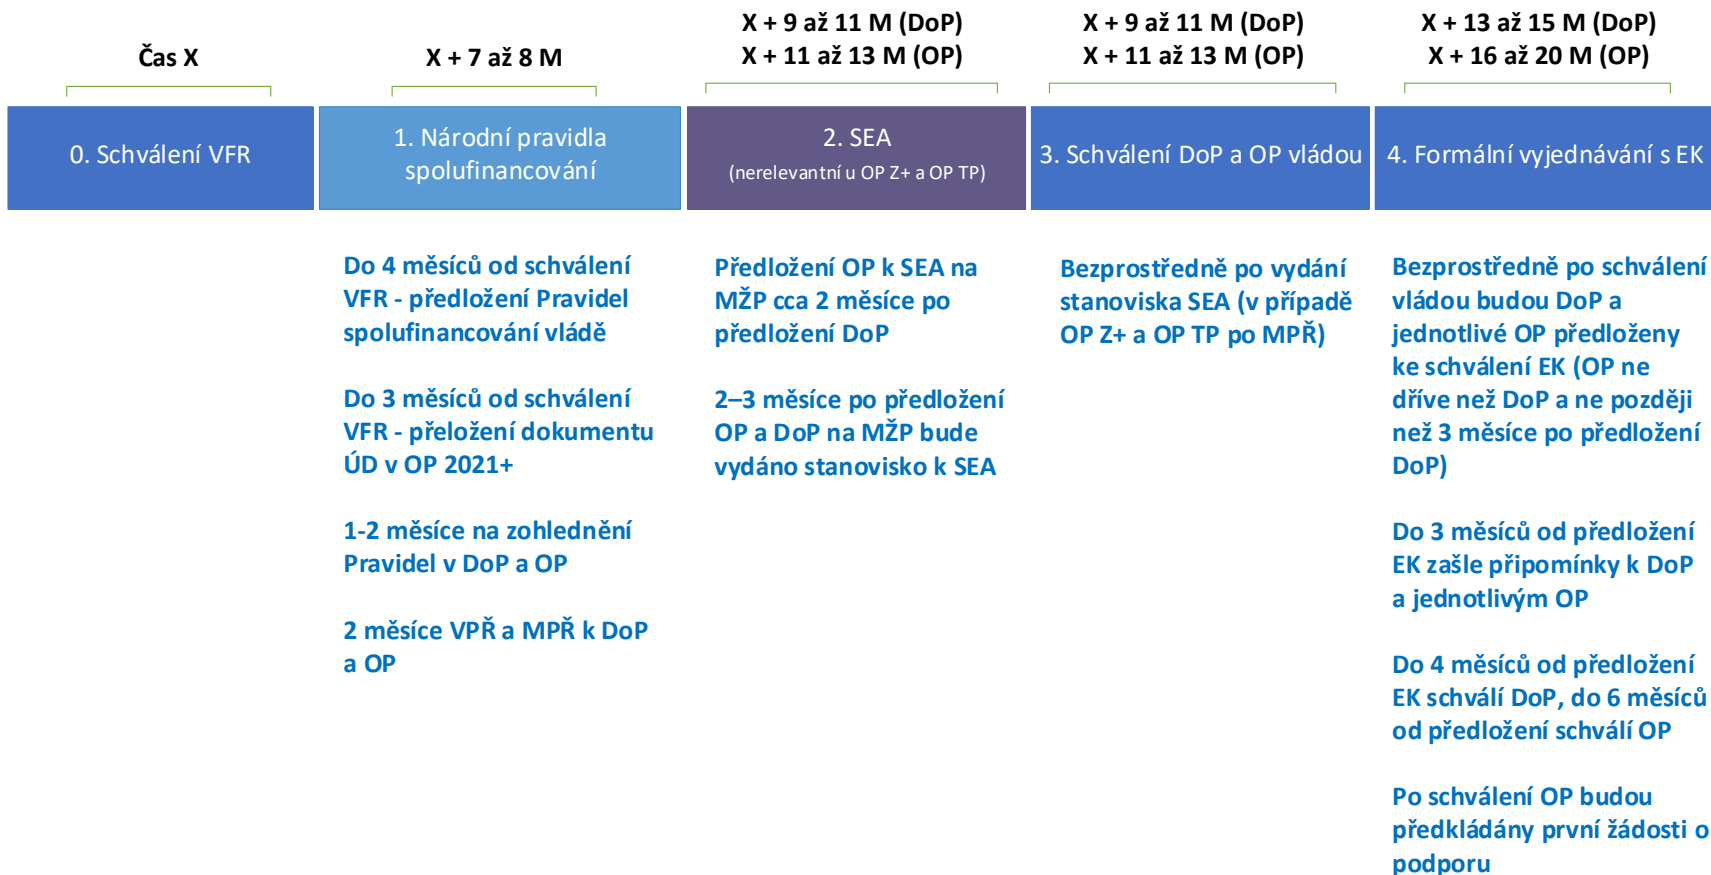 Čas X
X + 7 až 8 M
X + 9 až 11 M (DoP)
X + 11 až 13 M (OP)
X + 9 až 11 M (DoP)
X + 11 až 13 M (OP)
X + 13 až 15 M (DoP)
X + 16 až 20 M (OP)
0. Schválení VFR
1. Národní pravidla
spolufinancování
2. SEA
(nerelevantní u OP Z+ a OP TP)
3. Schválení DoP a OP vládou
4. Formální vyjednávání s EK
Do 4 měsíců od schválení
VFR - předložení Pravidel
spolufinancování vládě
Do 3 měsíců od schválení
VFR - přeložení dokumentu
ÚD v OP 2021+
1-2 měsíce na zohlednění
Pravidel v DoP a OP
2 měsíce VPŘ a MPŘ k DoP
a OP
Předložení OP k SEA na
MŽP cca 2 měsíce po
předložení DoP
2–3 měsíce po předložení
OP a DoP na MŽP bude
vydáno stanovisko k SEA
Bezprostředně po vydání
stanoviska SEA (v případě
OP Z+ a OP TP po MPŘ)
Bezprostředně po schválení
vládou budou DoP a
jednotlivé OP předloženy
ke schválení EK (OP ne
dříve než DoP a ne později
než 3 měsíce po předložení
DoP)
Do 3 měsíců od předložení
EK zašle připomínky k DoP
a jednotlivým OP
Do 4 měsíců od předložení
EK schválí DoP, do 6 měsíců
od předložení schválí OP
Po schválení OP budou
předkládány první žádosti o
podporu